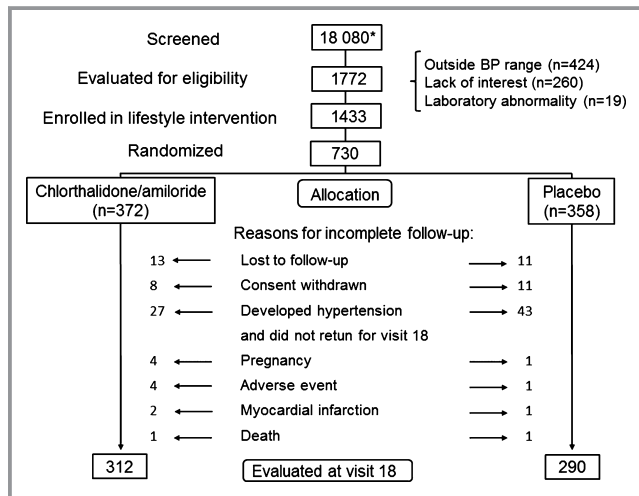 Screened
18 080*
Evaluated for eligibility
1772
Outside BP range (n=424)
Lack of interest (n=260)
Laboratory abnormality (n=19)
Enrolled in lifestyle intervention
1433
Randomized
730
Chlorthalidone/amiloride
(n=372)
Allocation
Placebo
(n=358)
Reasons for incomplete follow-up:
13 Lost to follow-up 11
8 Consent withdrawn 11
27 Developed hypertension 43
and did not retun for visit 18
4 Pregnancy 1
4 Adverse event 1
2 Myocardial infarction 1
1 Death 1
312 Evaluated at visit 18 290